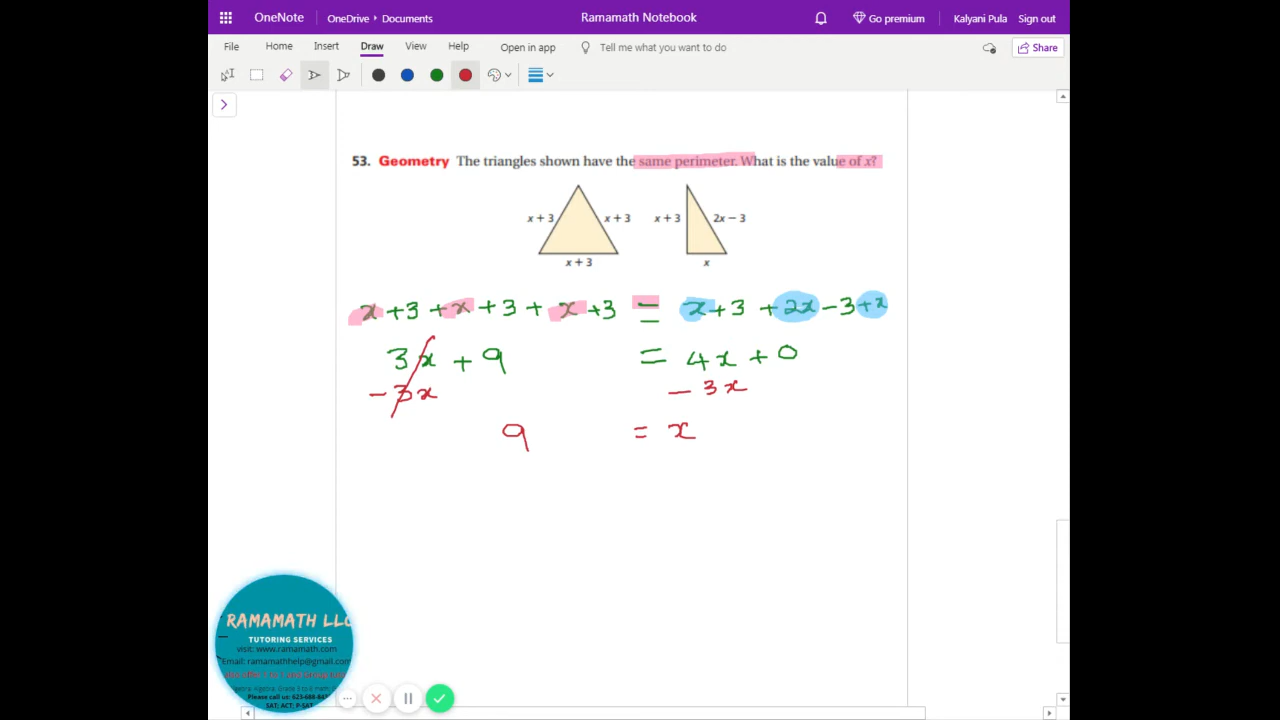 OneNote OneDrive › Documents Ramamath Notebook Go premium Kalyani Pula Sign out
File Home Insert Draw View Help Open in app Tell me what you want to do Share
53. Geometry The triangles shown have the same perimeter. What is the value of x?
x + 3 x + 3 x + 3 2x − 3
x + 3 x
x + 3 + x + 3 + x + 3 = x + 3 + 2x − 3 + x
3x + 9 = 4x + 0
− 3x − 3x
9 = x
RAMAMATH LLC
TUTORING SERVICES
visit: www.ramamath.com
Email: ramamathhelp@gmail.com
SAT; ACT; P-SAT